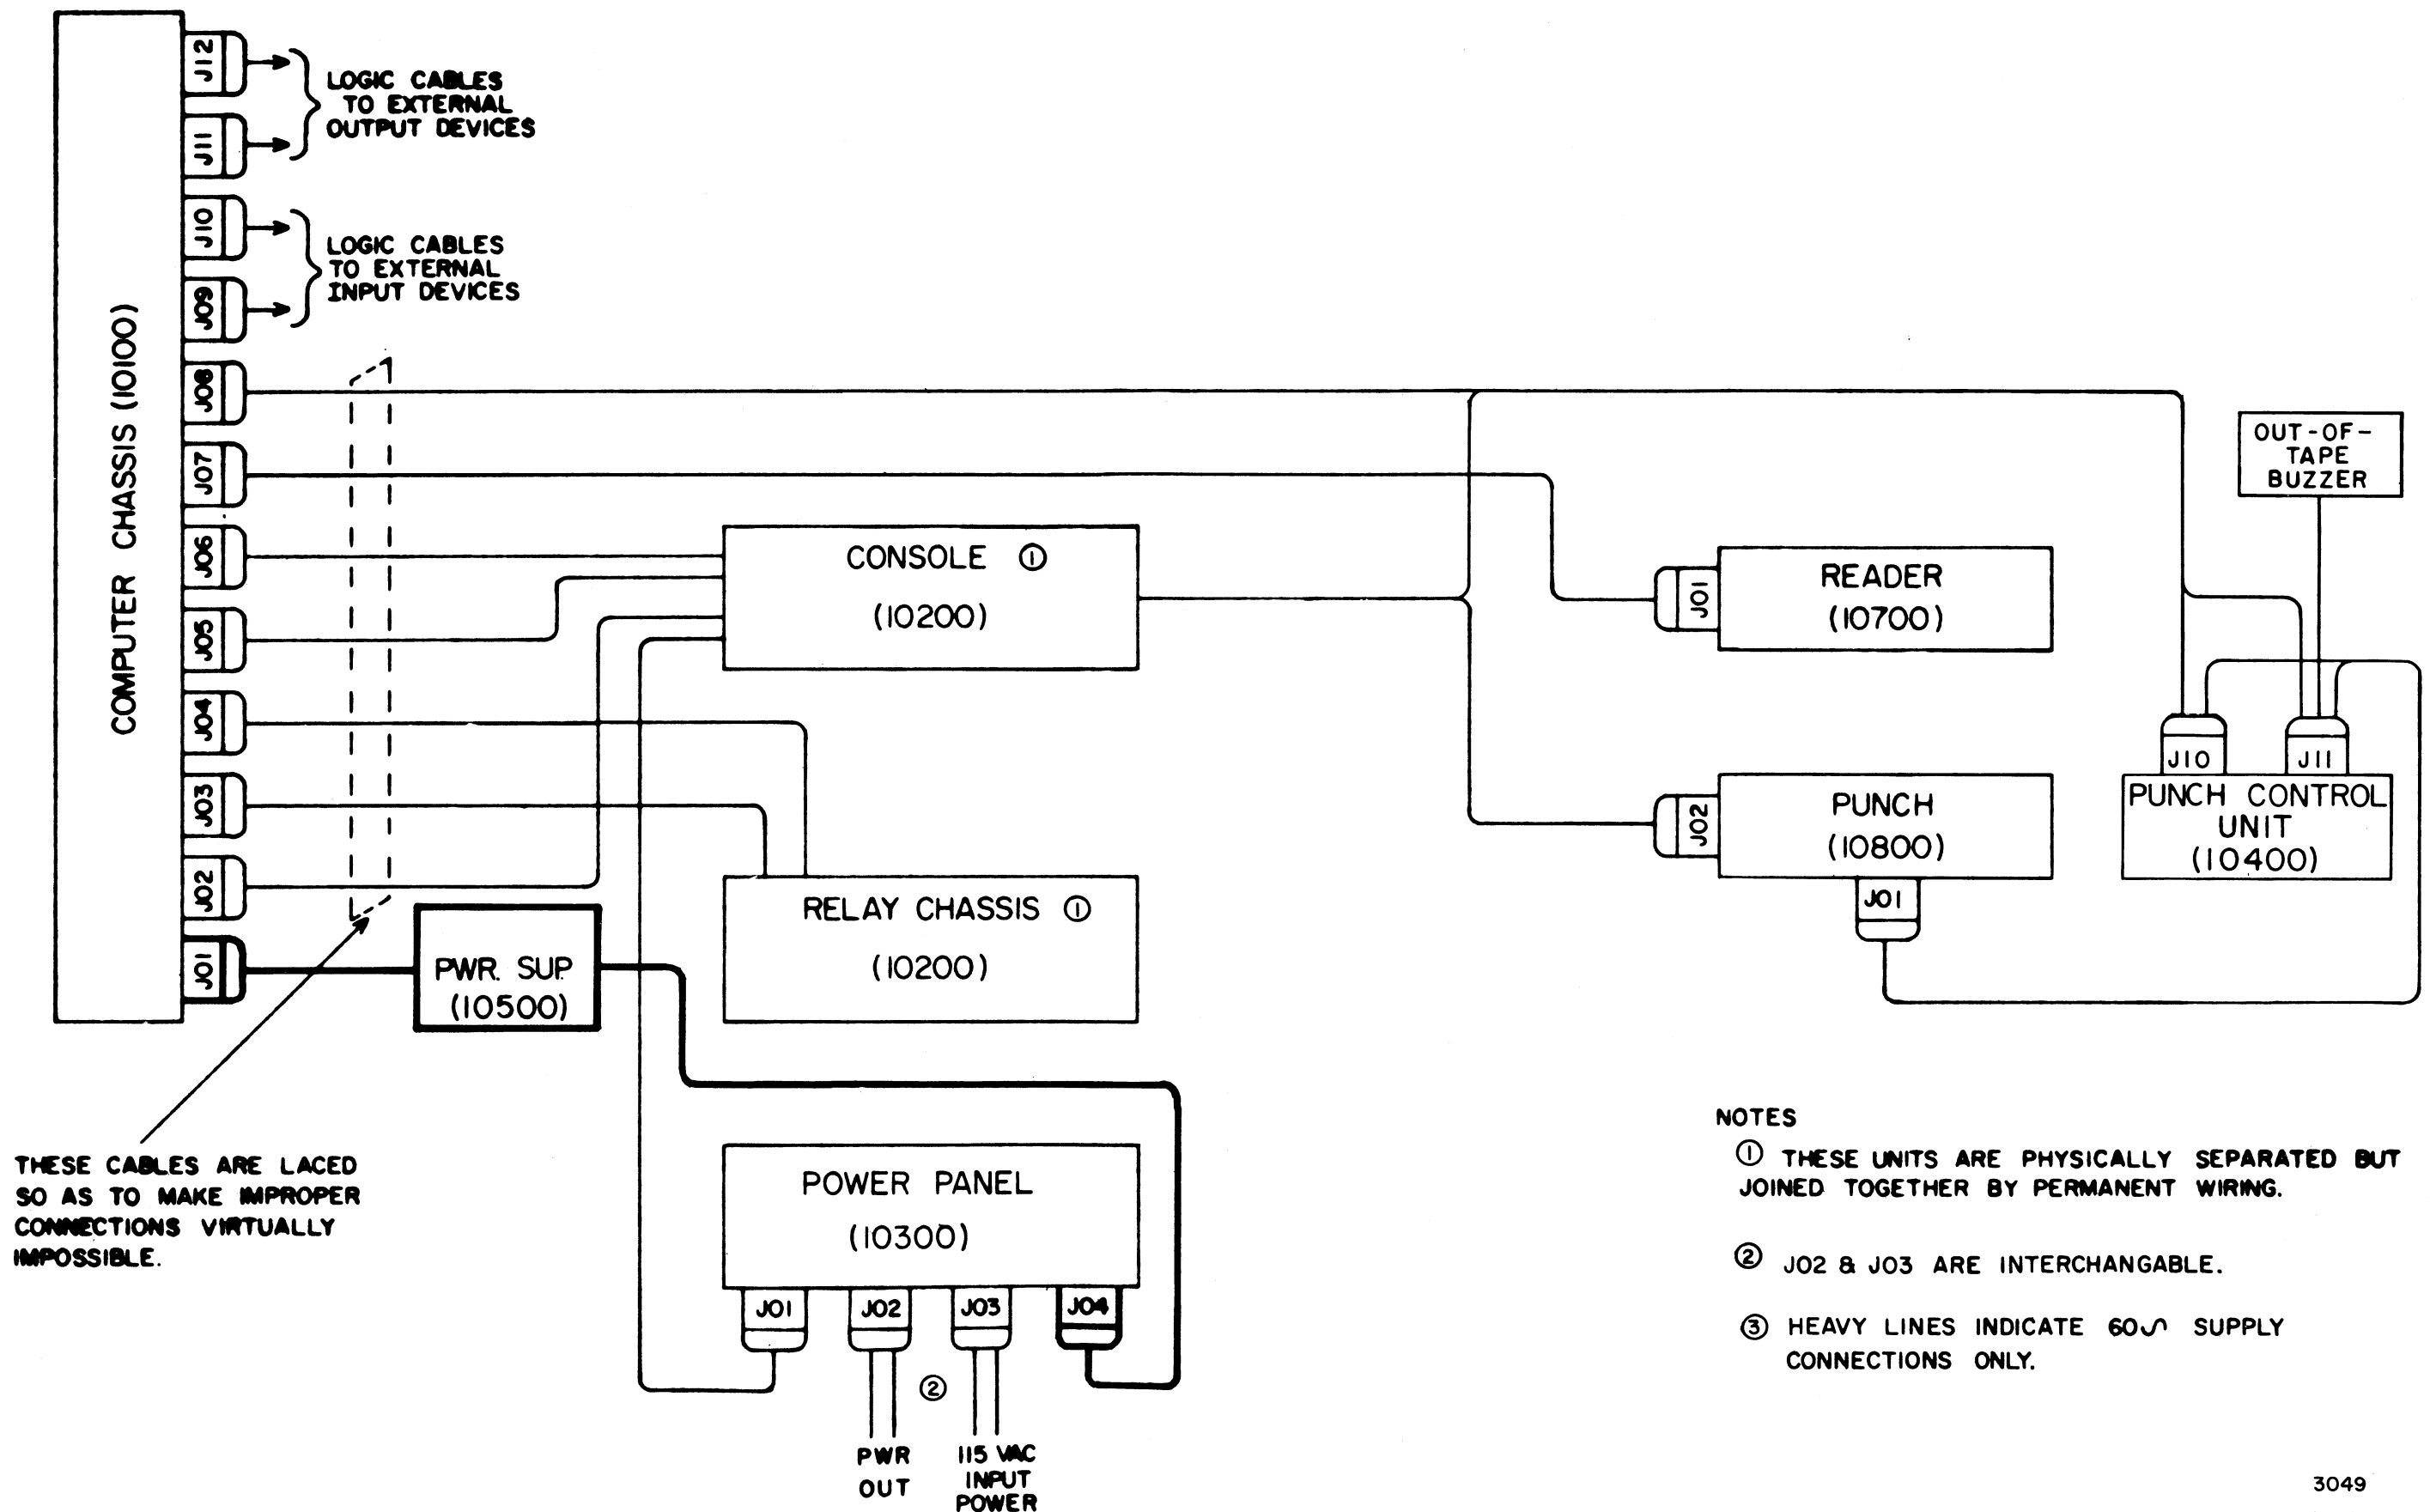 COMPUTER CHASSIS (10100)
J12
J11
J10
J09
J08
J07
J06
J05
J04
J03
J02
J01
LOGIC CABLES
TO EXTERNAL
OUTPUT DEVICES
LOGIC CABLES
TO EXTERNAL
INPUT DEVICES
CONSOLE ①
(10200)
RELAY CHASSIS ①
(10200)
PWR. SUP.
(10500)
THESE CABLES ARE LACED
SO AS TO MAKE IMPROPER
CONNECTIONS VIRTUALLY
IMPOSSIBLE.
POWER PANEL
(10300)
J01
J02
J03
J04
②
PWR
OUT
115 VAC
INPUT
POWER
J01
READER
(10700)
J02
PUNCH
(10800)
J01
OUT-OF-
TAPE
BUZZER
J10
J11
PUNCH CONTROL
UNIT
(10400)
NOTES
① THESE UNITS ARE PHYSICALLY SEPARATED BUT
JOINED TOGETHER BY PERMANENT WIRING.
② J02 & J03 ARE INTERCHANGABLE.
③ HEAVY LINES INDICATE 60∿ SUPPLY
CONNECTIONS ONLY.
3049